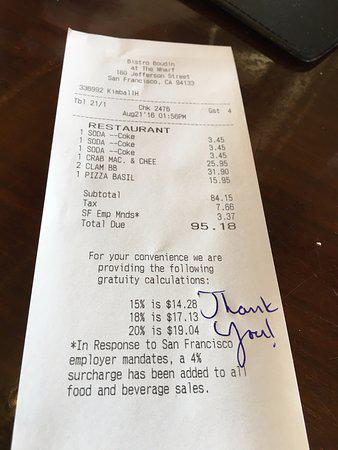 Bistro Boudin
at The Wharf
160 Jefferson Street
San Francisco, CA 94133
336992 KimballH
Tbl 21/1 Chk 2476 Gst 4
Aug21'16 01:56PM
RESTAURANT
1 SODA --Coke 3.45
1 SODA --Coke 3.45
1 SODA --Coke 3.45
1 CRAB MAC. & CHEE 25.95
2 CLAM BB 31.90
1 PIZZA BASIL 15.95
Subtotal 84.15
Tax 7.66
SF Emp Mnds* 3.37
Total Due 95.18
For your convenience we are
providing the following
gratuity calculations:
15% is $14.28
18% is $17.13
20% is $19.04
Thank
You!
*In Response to San Francisco
employer mandates, a 4%
surcharge has been added to all
food and beverage sales.